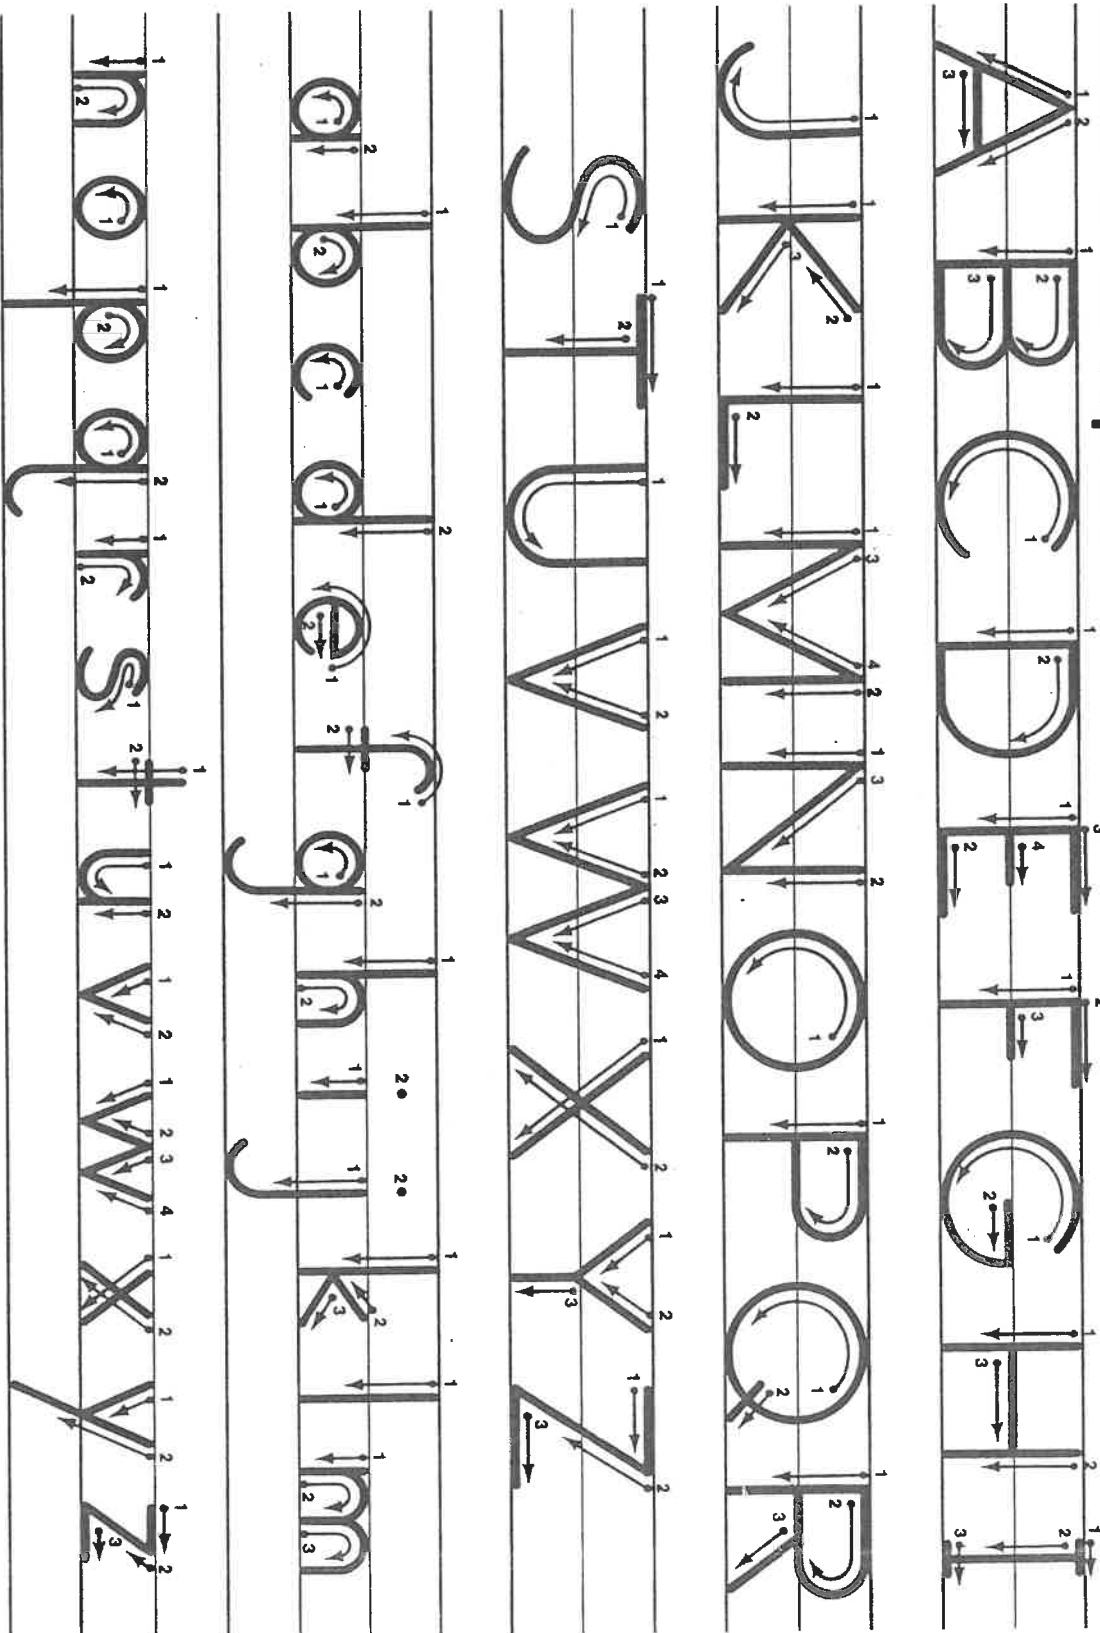 A B C D E F G H I
J K L M N O P Q R
S T U V W X Y Z
a b c d e f g h i j k l m
n o p q r s t u v w x y z